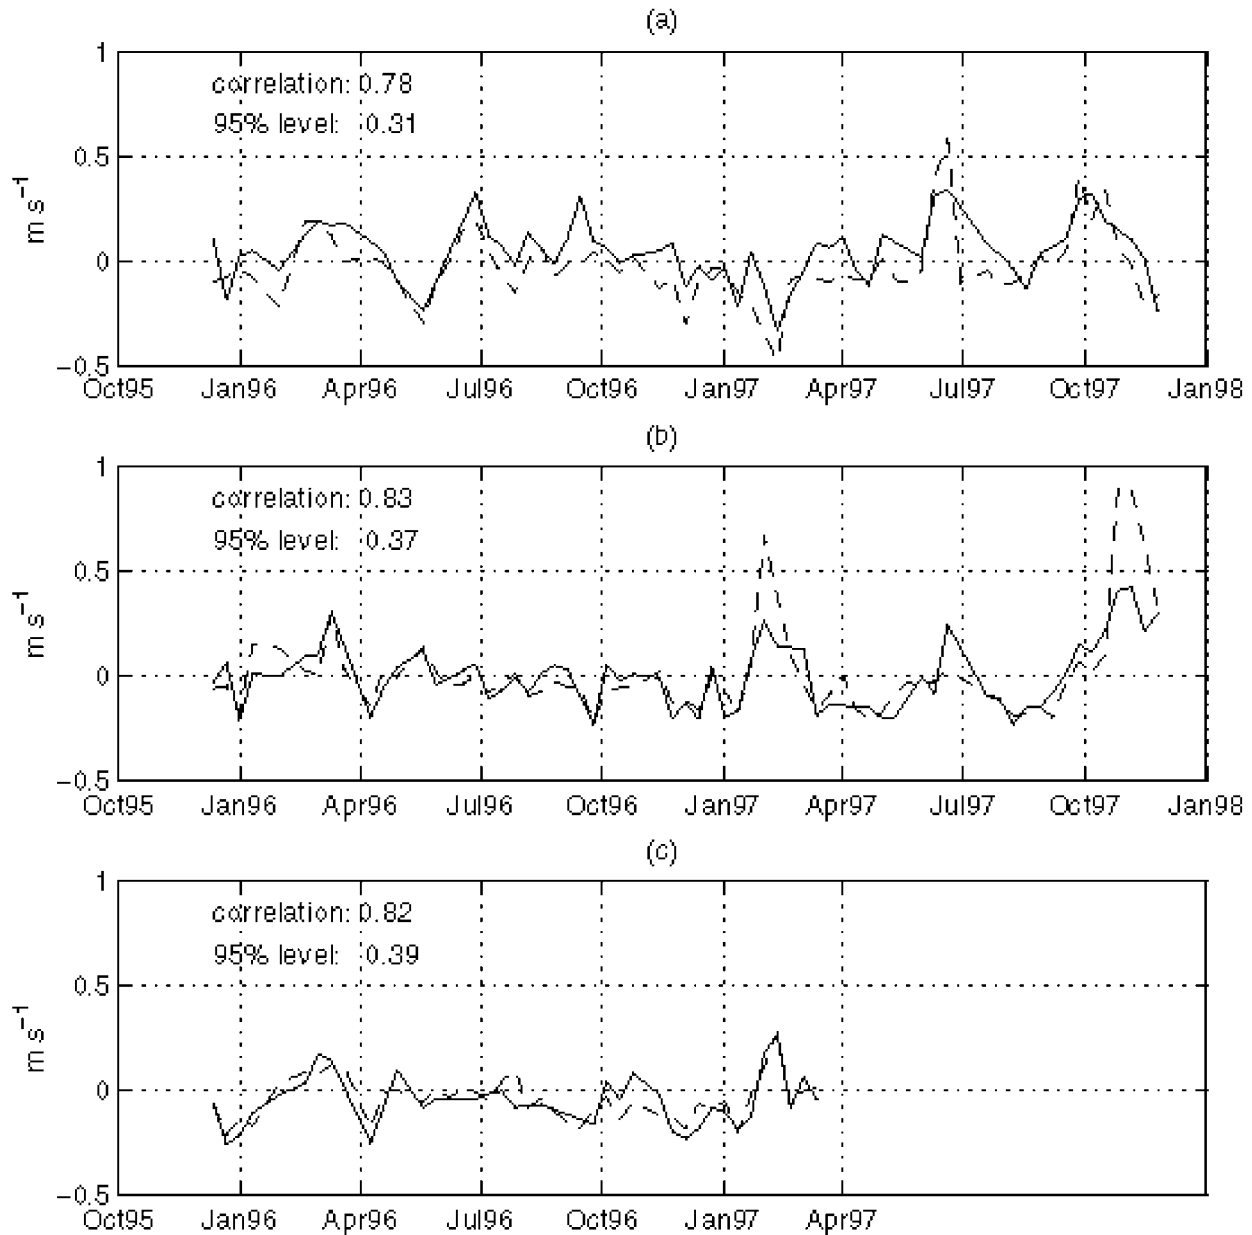 (a)
1
correlation: 0.78
95% level: 0.31
0.5
m s⁻¹
0
−0.5
Oct95 Jan96 Apr96 Jul96 Oct96 Jan97 Apr97 Jul97 Oct97 Jan98
(b)
1
correlation: 0.83
95% level: 0.37
0.5
m s⁻¹
0
−0.5
Oct95 Jan96 Apr96 Jul96 Oct96 Jan97 Apr97 Jul97 Oct97 Jan98
(c)
1
correlation: 0.82
95% level: 0.39
0.5
m s⁻¹
0
−0.5
Oct95 Jan96 Apr96 Jul96 Oct96 Jan97 Apr97